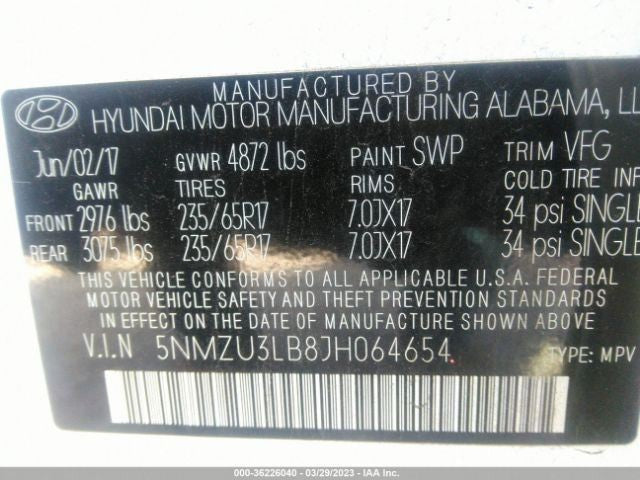 MANUFACTURED BY
HYUNDAI MOTOR MANUFACTURING ALABAMA, LL
Jun/02/17 GVWR 4872 lbs PAINT SWP TRIM VFG
GAWR TIRES RIMS COLD TIRE INF
FRONT 2976 lbs 235/65R17 7.0JX17 34 psi SINGLE
REAR 3075 lbs 235/65R17 7.0JX17 34 psi SINGLE
THIS VEHICLE CONFORMS TO ALL APPLICABLE U.S.A. FEDERAL
MOTOR VEHICLE SAFETY AND THEFT PREVENTION STANDARDS
IN EFFECT ON THE DATE OF MANUFACTURE SHOWN ABOVE.
V.I.N 5NMZU3LB8JH064654 TYPE: MPV
000-36226040 - 03/29/2023 - IAA Inc.